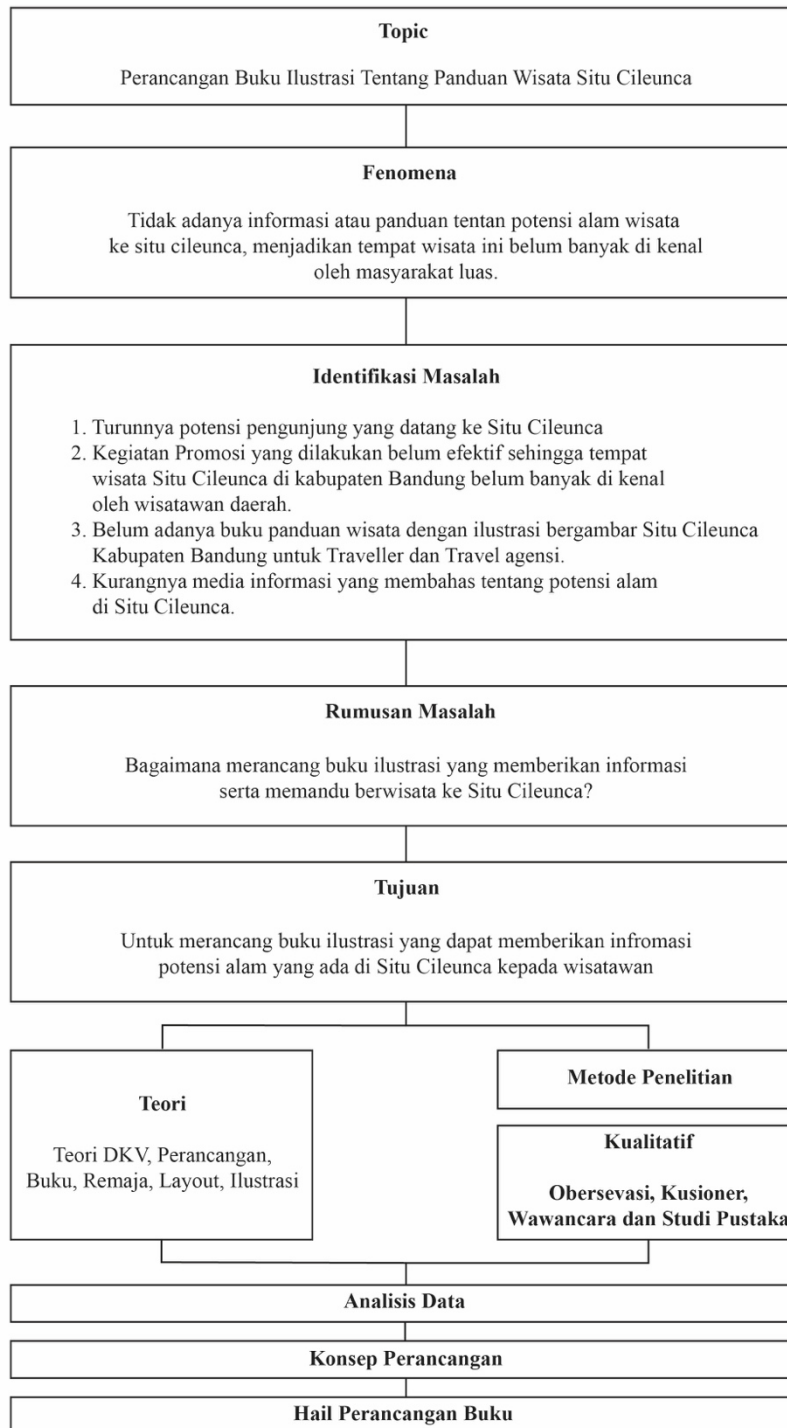 Topic
Perancangan Buku Ilustrasi Tentang Panduan Wisata Situ Cileunca
Fenomena
Tidak adanya informasi atau panduan tentan potensi alam wisata
ke situ cileunca, menjadikan tempat wisata ini belum banyak di kenal
oleh masyarakat luas.
Identifikasi Masalah
1. Turunnya potensi pengunjung yang datang ke Situ Cileunca
2. Kegiatan Promosi yang dilakukan belum efektif sehingga tempat
wisata Situ Cileunca di kabupaten Bandung belum banyak di kenal
oleh wisatawan daerah.
3. Belum adanya buku panduan wisata dengan ilustrasi bergambar Situ Cileunca
Kabupaten Bandung untuk Traveller dan Travel agensi.
4. Kurangnya media informasi yang membahas tentang potensi alam
di Situ Cileunca.
Rumusan Masalah
Bagaimana merancang buku ilustrasi yang memberikan informasi
serta memandu berwisata ke Situ Cileunca?
Tujuan
Untuk merancang buku ilustrasi yang dapat memberikan infromasi
potensi alam yang ada di Situ Cileunca kepada wisatawan
Teori
Teori DKV, Perancangan,
Buku, Remaja, Layout, Ilustrasi
Metode Penelitian
Kualitatif
Obersevasi, Kusioner,
Wawancara dan Studi Pustaka
Analisis Data
Konsep Perancangan
Hail Perancangan Buku